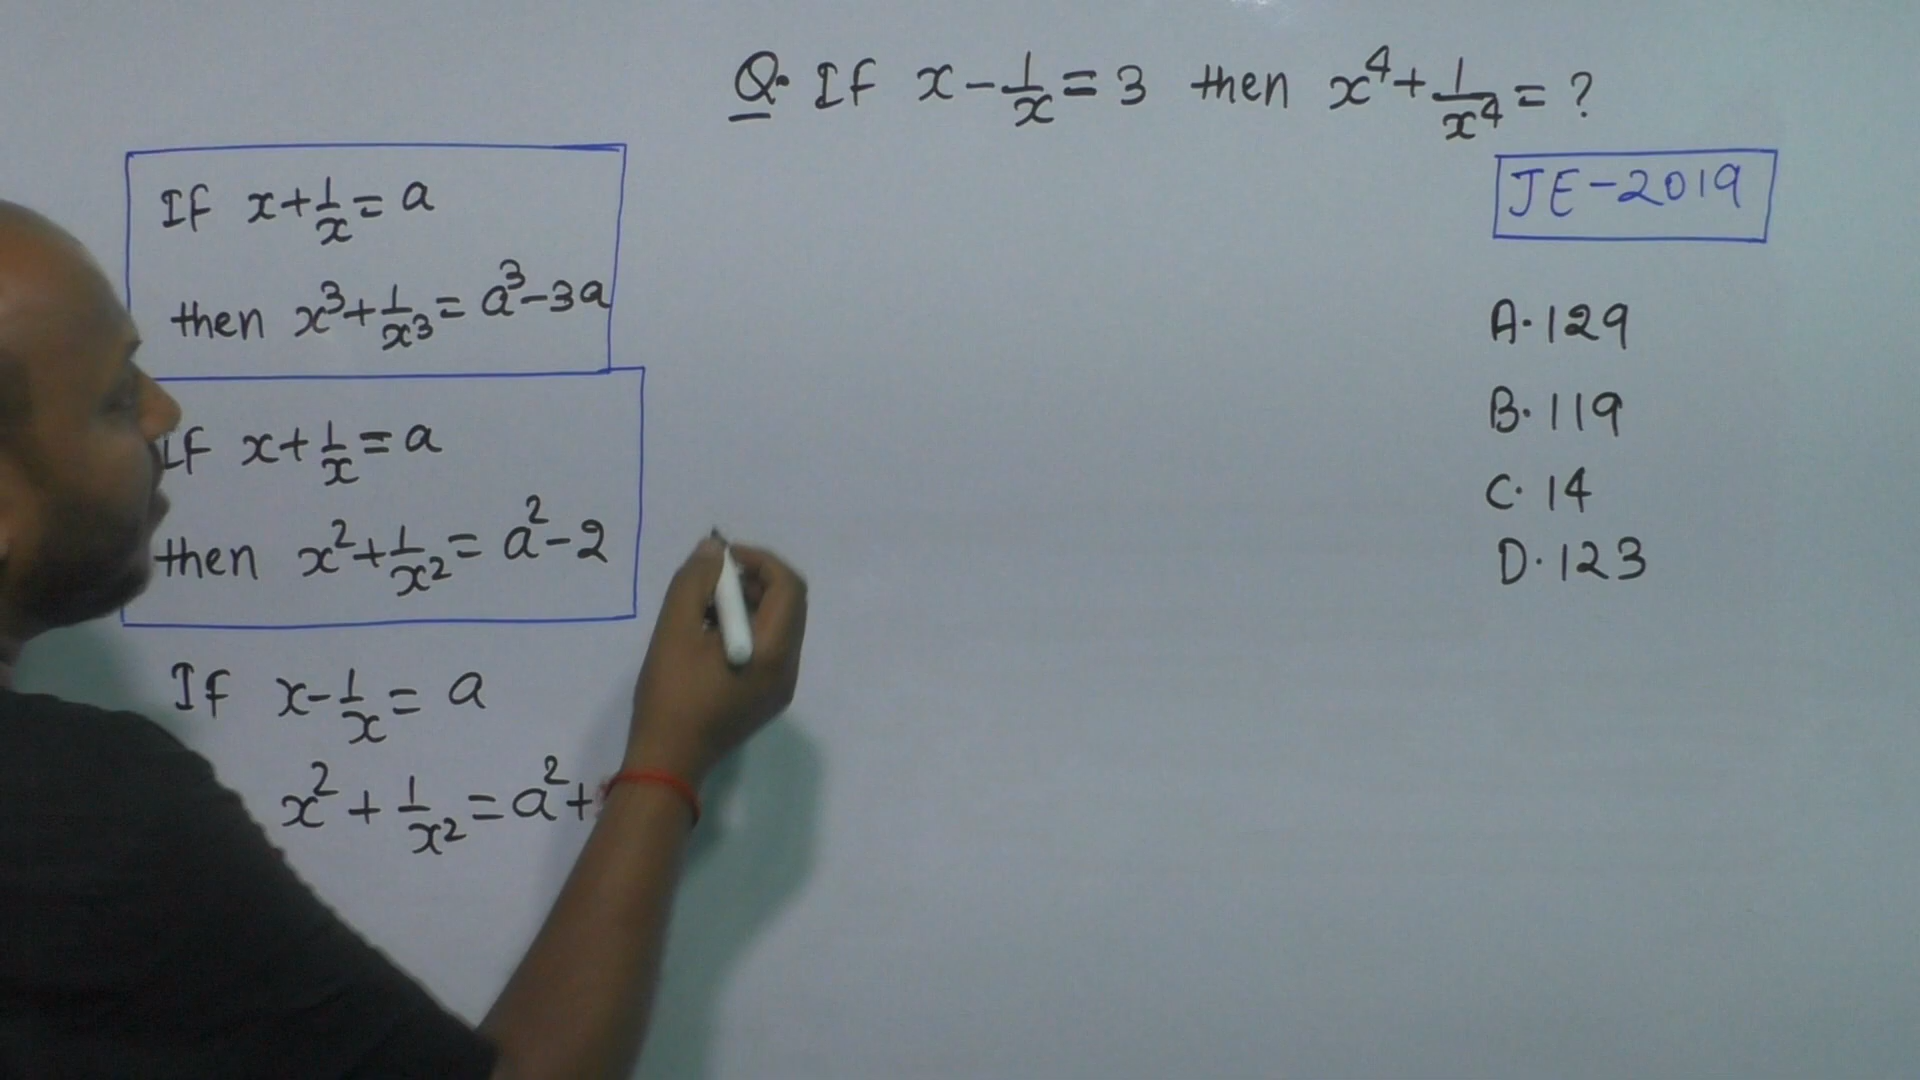 Q. If x - 1/x = 3 then x⁴ + 1/x⁴ = ?
JE-2019
If x + 1/x = a
then x³ + 1/x³ = a³ - 3a
If x + 1/x = a
then x² + 1/x² = a² - 2
If x - 1/x = a
x² + 1/x² = a² +
A. 129
B. 119
C. 14
D. 123